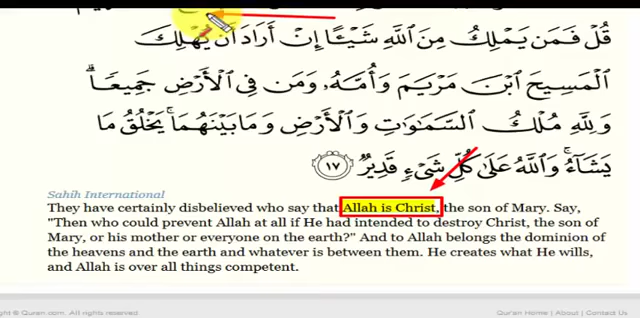 قُلْ فَمَن يَمْلِكُ مِنَ ٱللَّهِ شَيْـًٔا إِنْ أَرَادَ أَن يُهْلِكَ
ٱلْمَسِيحَ ٱبْنَ مَرْيَمَ وَأُمَّهُۥ وَمَن فِى ٱلْأَرْضِ جَمِيعًا ۗ
وَلِلَّهِ مُلْكُ ٱلسَّمَـٰوَٰتِ وَٱلْأَرْضِ وَمَا بَيْنَهُمَا ۚ يَخْلُقُ مَا
يَشَآءُ ۚ وَٱللَّهُ عَلَىٰ كُلِّ شَىْءٍ قَدِيرٌ ١٧
Sahih International
They have certainly disbelieved who say that Allah is Christ, the son of Mary. Say,
"Then who could prevent Allah at all if He had intended to destroy Christ, the son of
Mary, or his mother or everyone on the earth?" And to Allah belongs the dominion of
the heavens and the earth and whatever is between them. He creates what He wills,
and Allah is over all things competent.
ght © Quran.com. All rights reserved. Qur'an Home | About | Contact Us